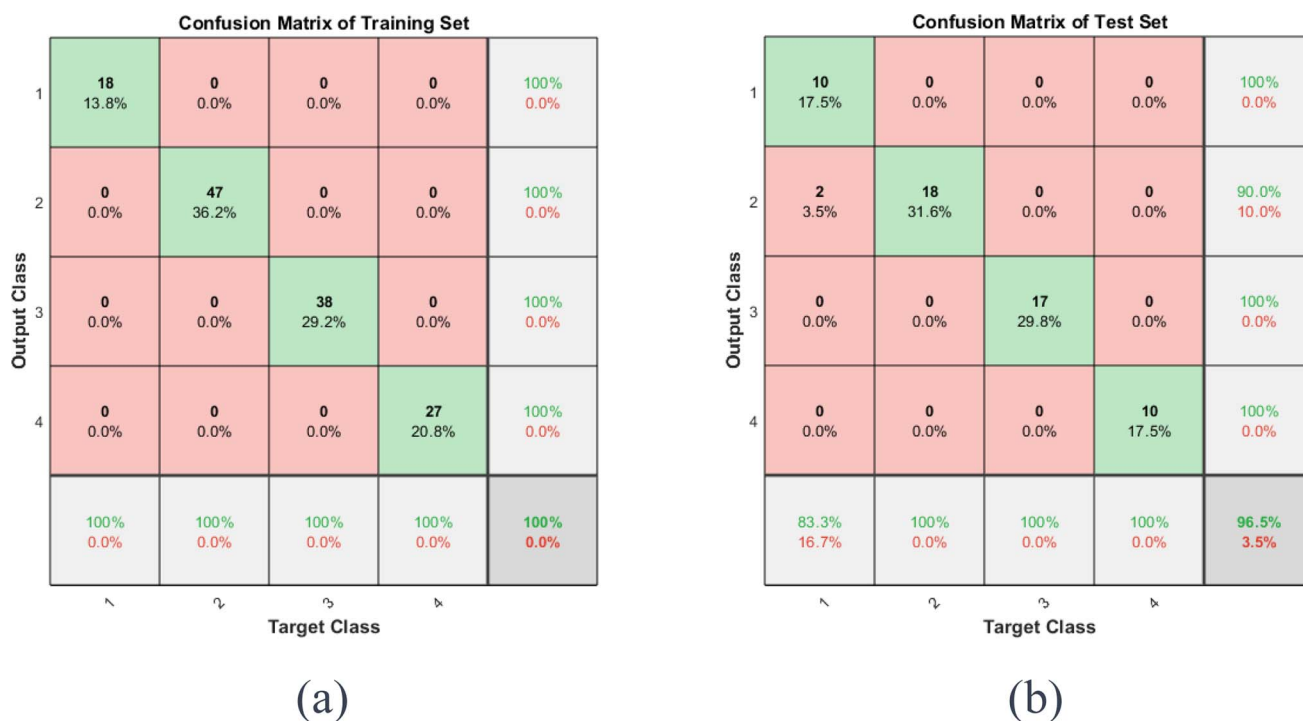 Confusion Matrix of Training Set
1
18 0 0 0 100%
13.8% 0.0% 0.0% 0.0% 0.0%
2
0 47 0 0 100%
0.0% 36.2% 0.0% 0.0% 0.0%
3
0 0 38 0 100%
0.0% 0.0% 29.2% 0.0% 0.0%
4
0 0 0 27 100%
0.0% 0.0% 0.0% 20.8% 0.0%
100% 100% 100% 100% 100%
0.0% 0.0% 0.0% 0.0% 0.0%
1 2 3 4
Output Class
Target Class
(a)
Confusion Matrix of Test Set
1
10 0 0 0 100%
17.5% 0.0% 0.0% 0.0% 0.0%
2
2 18 0 0 90.0%
3.5% 31.6% 0.0% 0.0% 10.0%
3
0 0 17 0 100%
0.0% 0.0% 29.8% 0.0% 0.0%
4
0 0 0 10 100%
0.0% 0.0% 0.0% 17.5% 0.0%
83.3% 100% 100% 100% 96.5%
16.7% 0.0% 0.0% 0.0% 3.5%
1 2 3 4
Output Class
Target Class
(b)